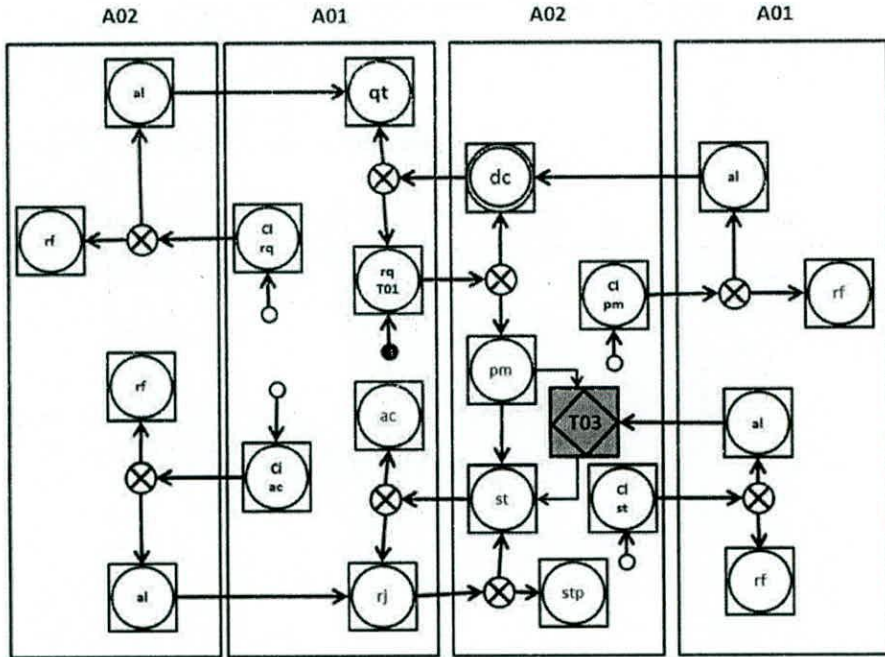 A02 A01 A02 A01
al qt
dc al
rf
Cl
rq
rq
T01
Cl
pm
rf
pm
rf
ac T03 al
Cl
ac
st
Cl
st
al rj stp rf